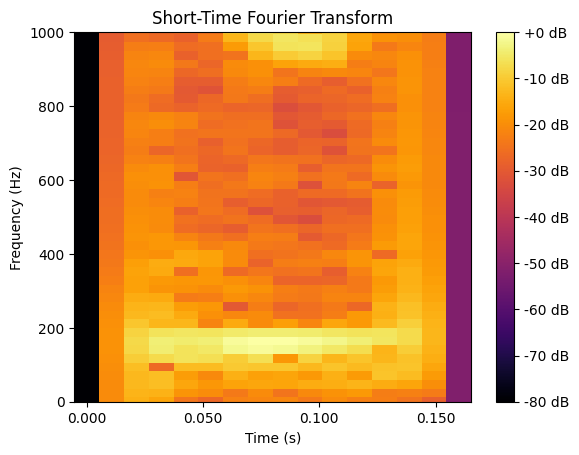 Short-Time Fourier Transform
Frequency (Hz)
1000
800
600
400
200
0
0.000
0.050
0.100
0.150
Time (s)
+0 dB
-10 dB
-20 dB
-30 dB
-40 dB
-50 dB
-60 dB
-70 dB
-80 dB